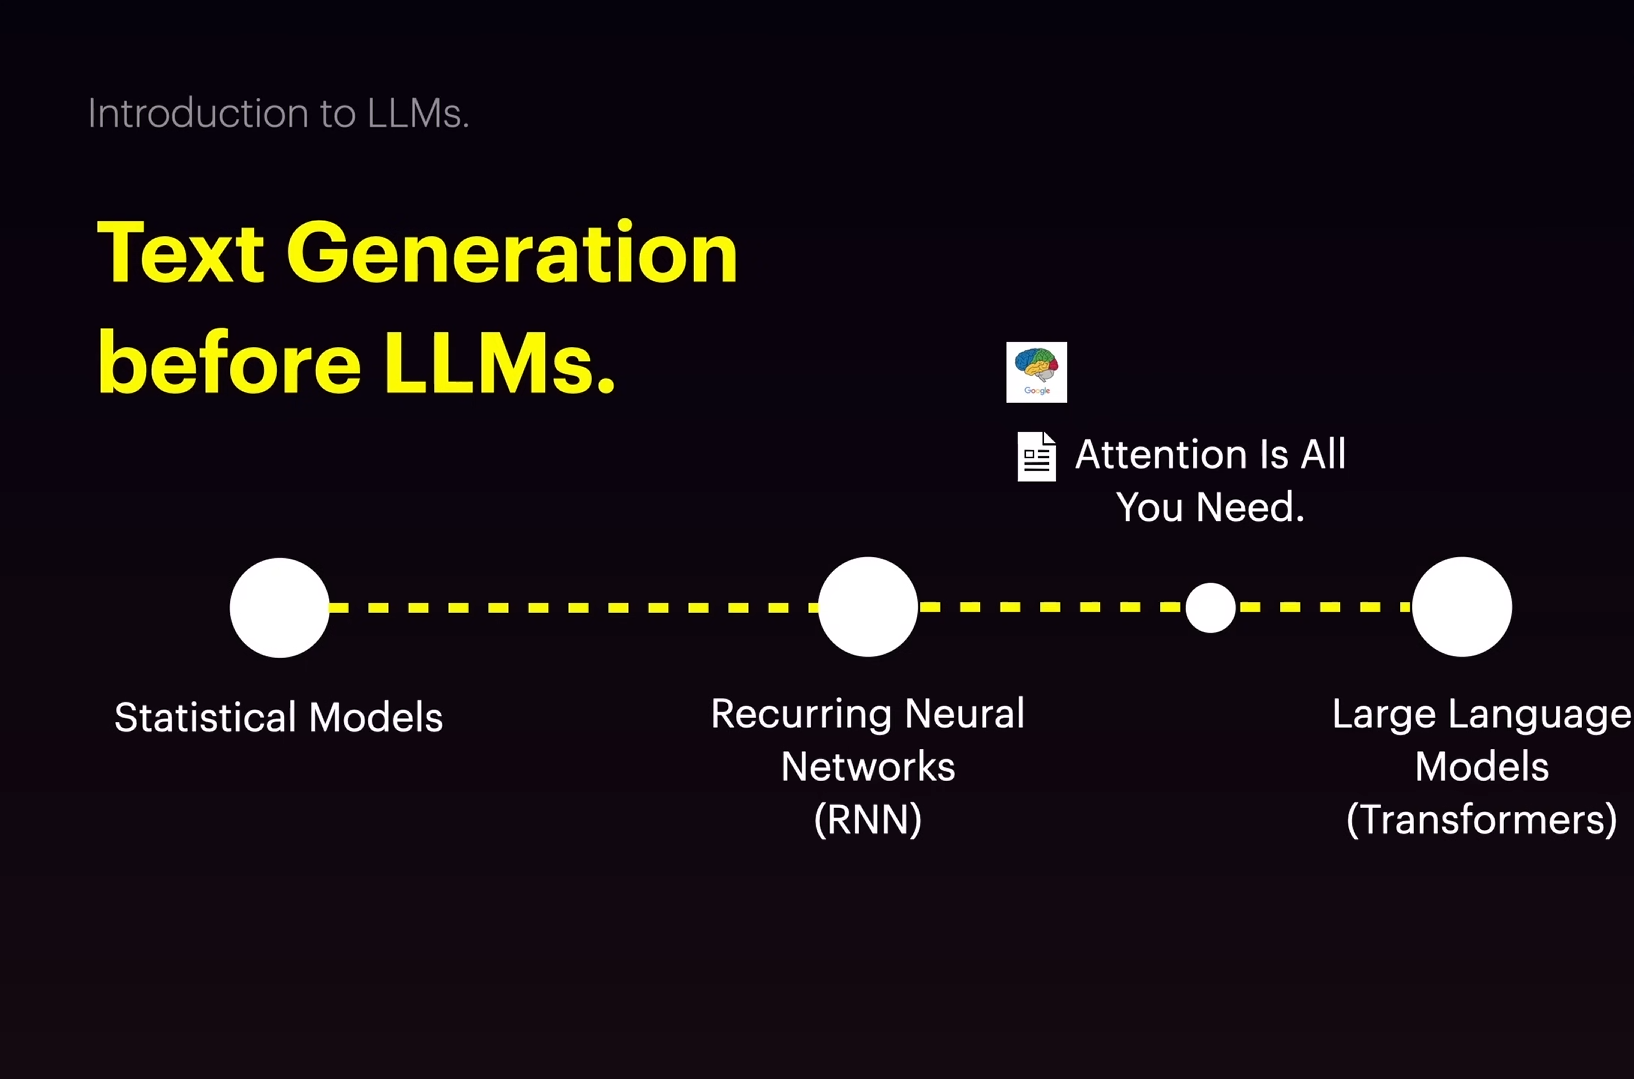 Introduction to LLMs.
Text Generation
before LLMs.
Google
Attention Is All
You Need.
Statistical Models
Recurring Neural
Networks
(RNN)
Large Language
Models
(Transformers)